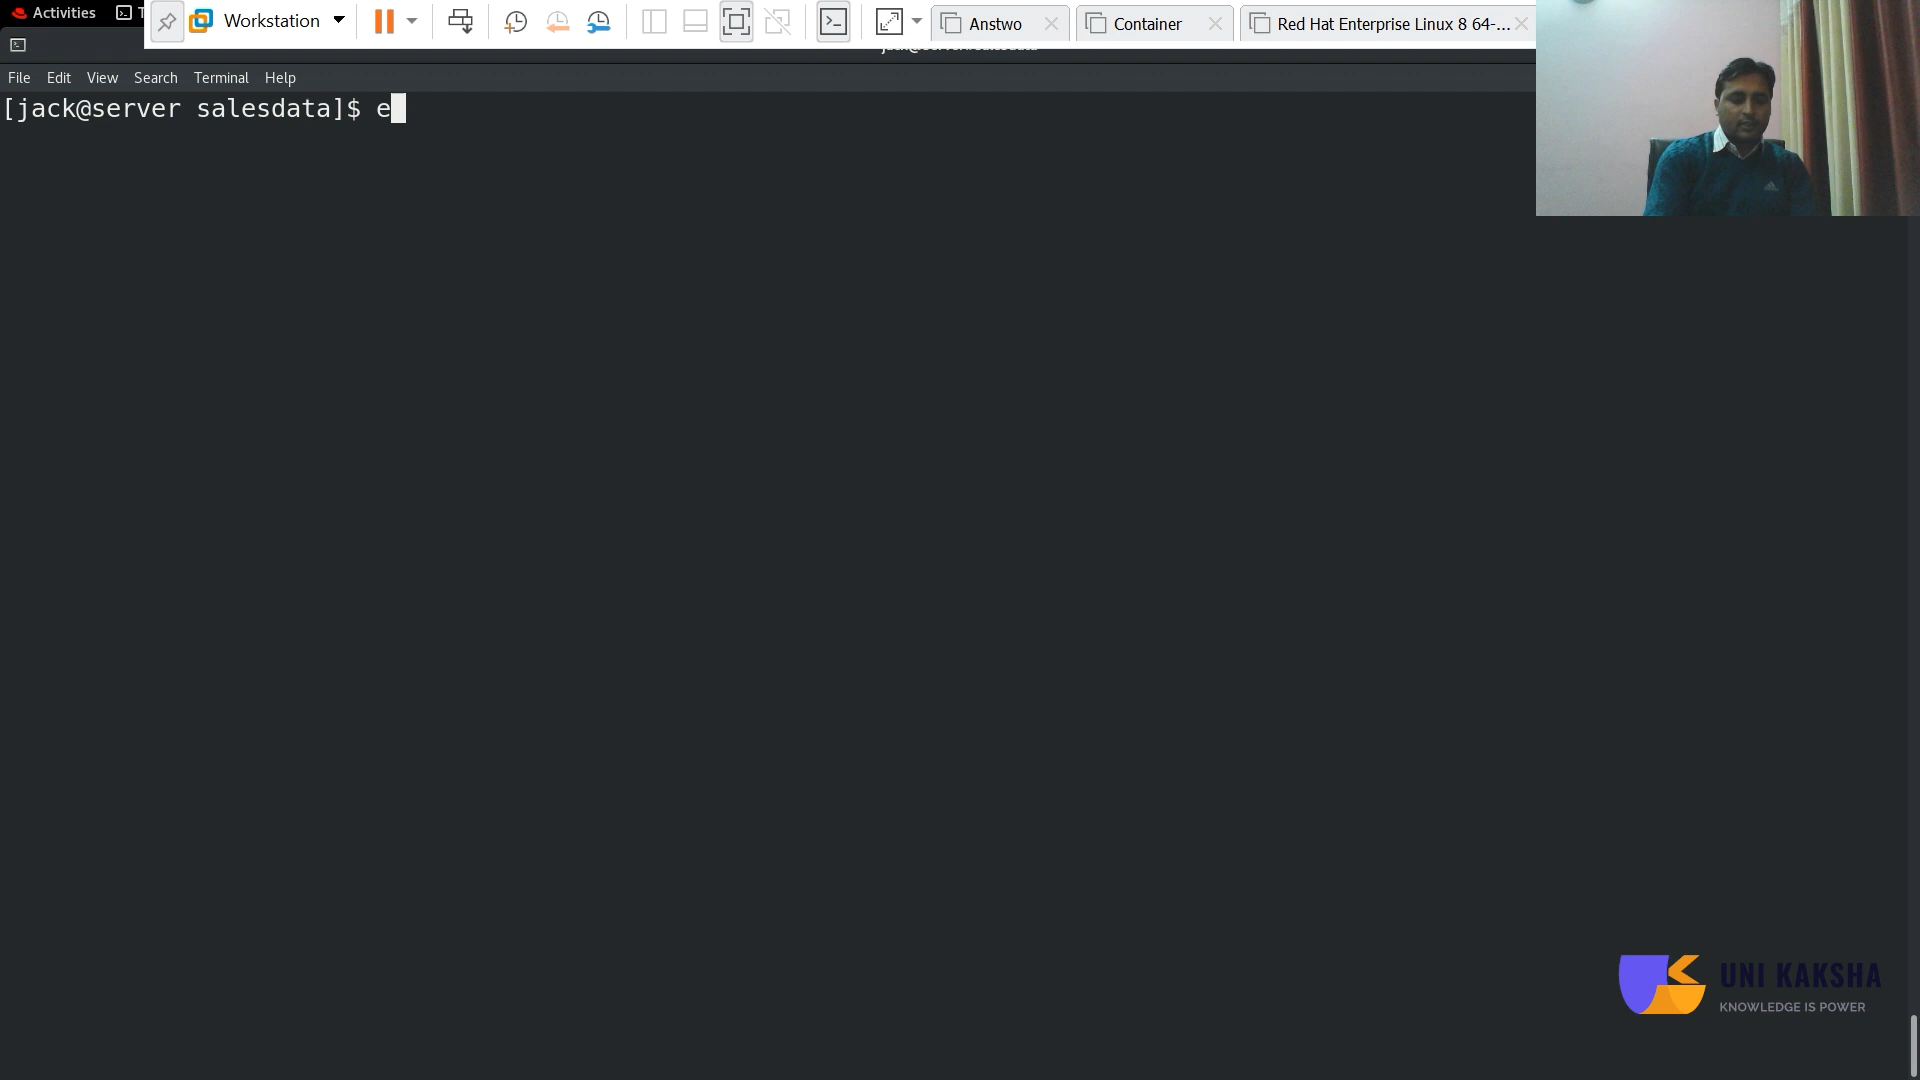 Activities
Workstation
Anstwo
Container
Red Hat Enterprise Linux 8 64-...
File Edit View Search Terminal Help
[jack@server salesdata]$ e
UNI KAKSHA
KNOWLEDGE IS POWER